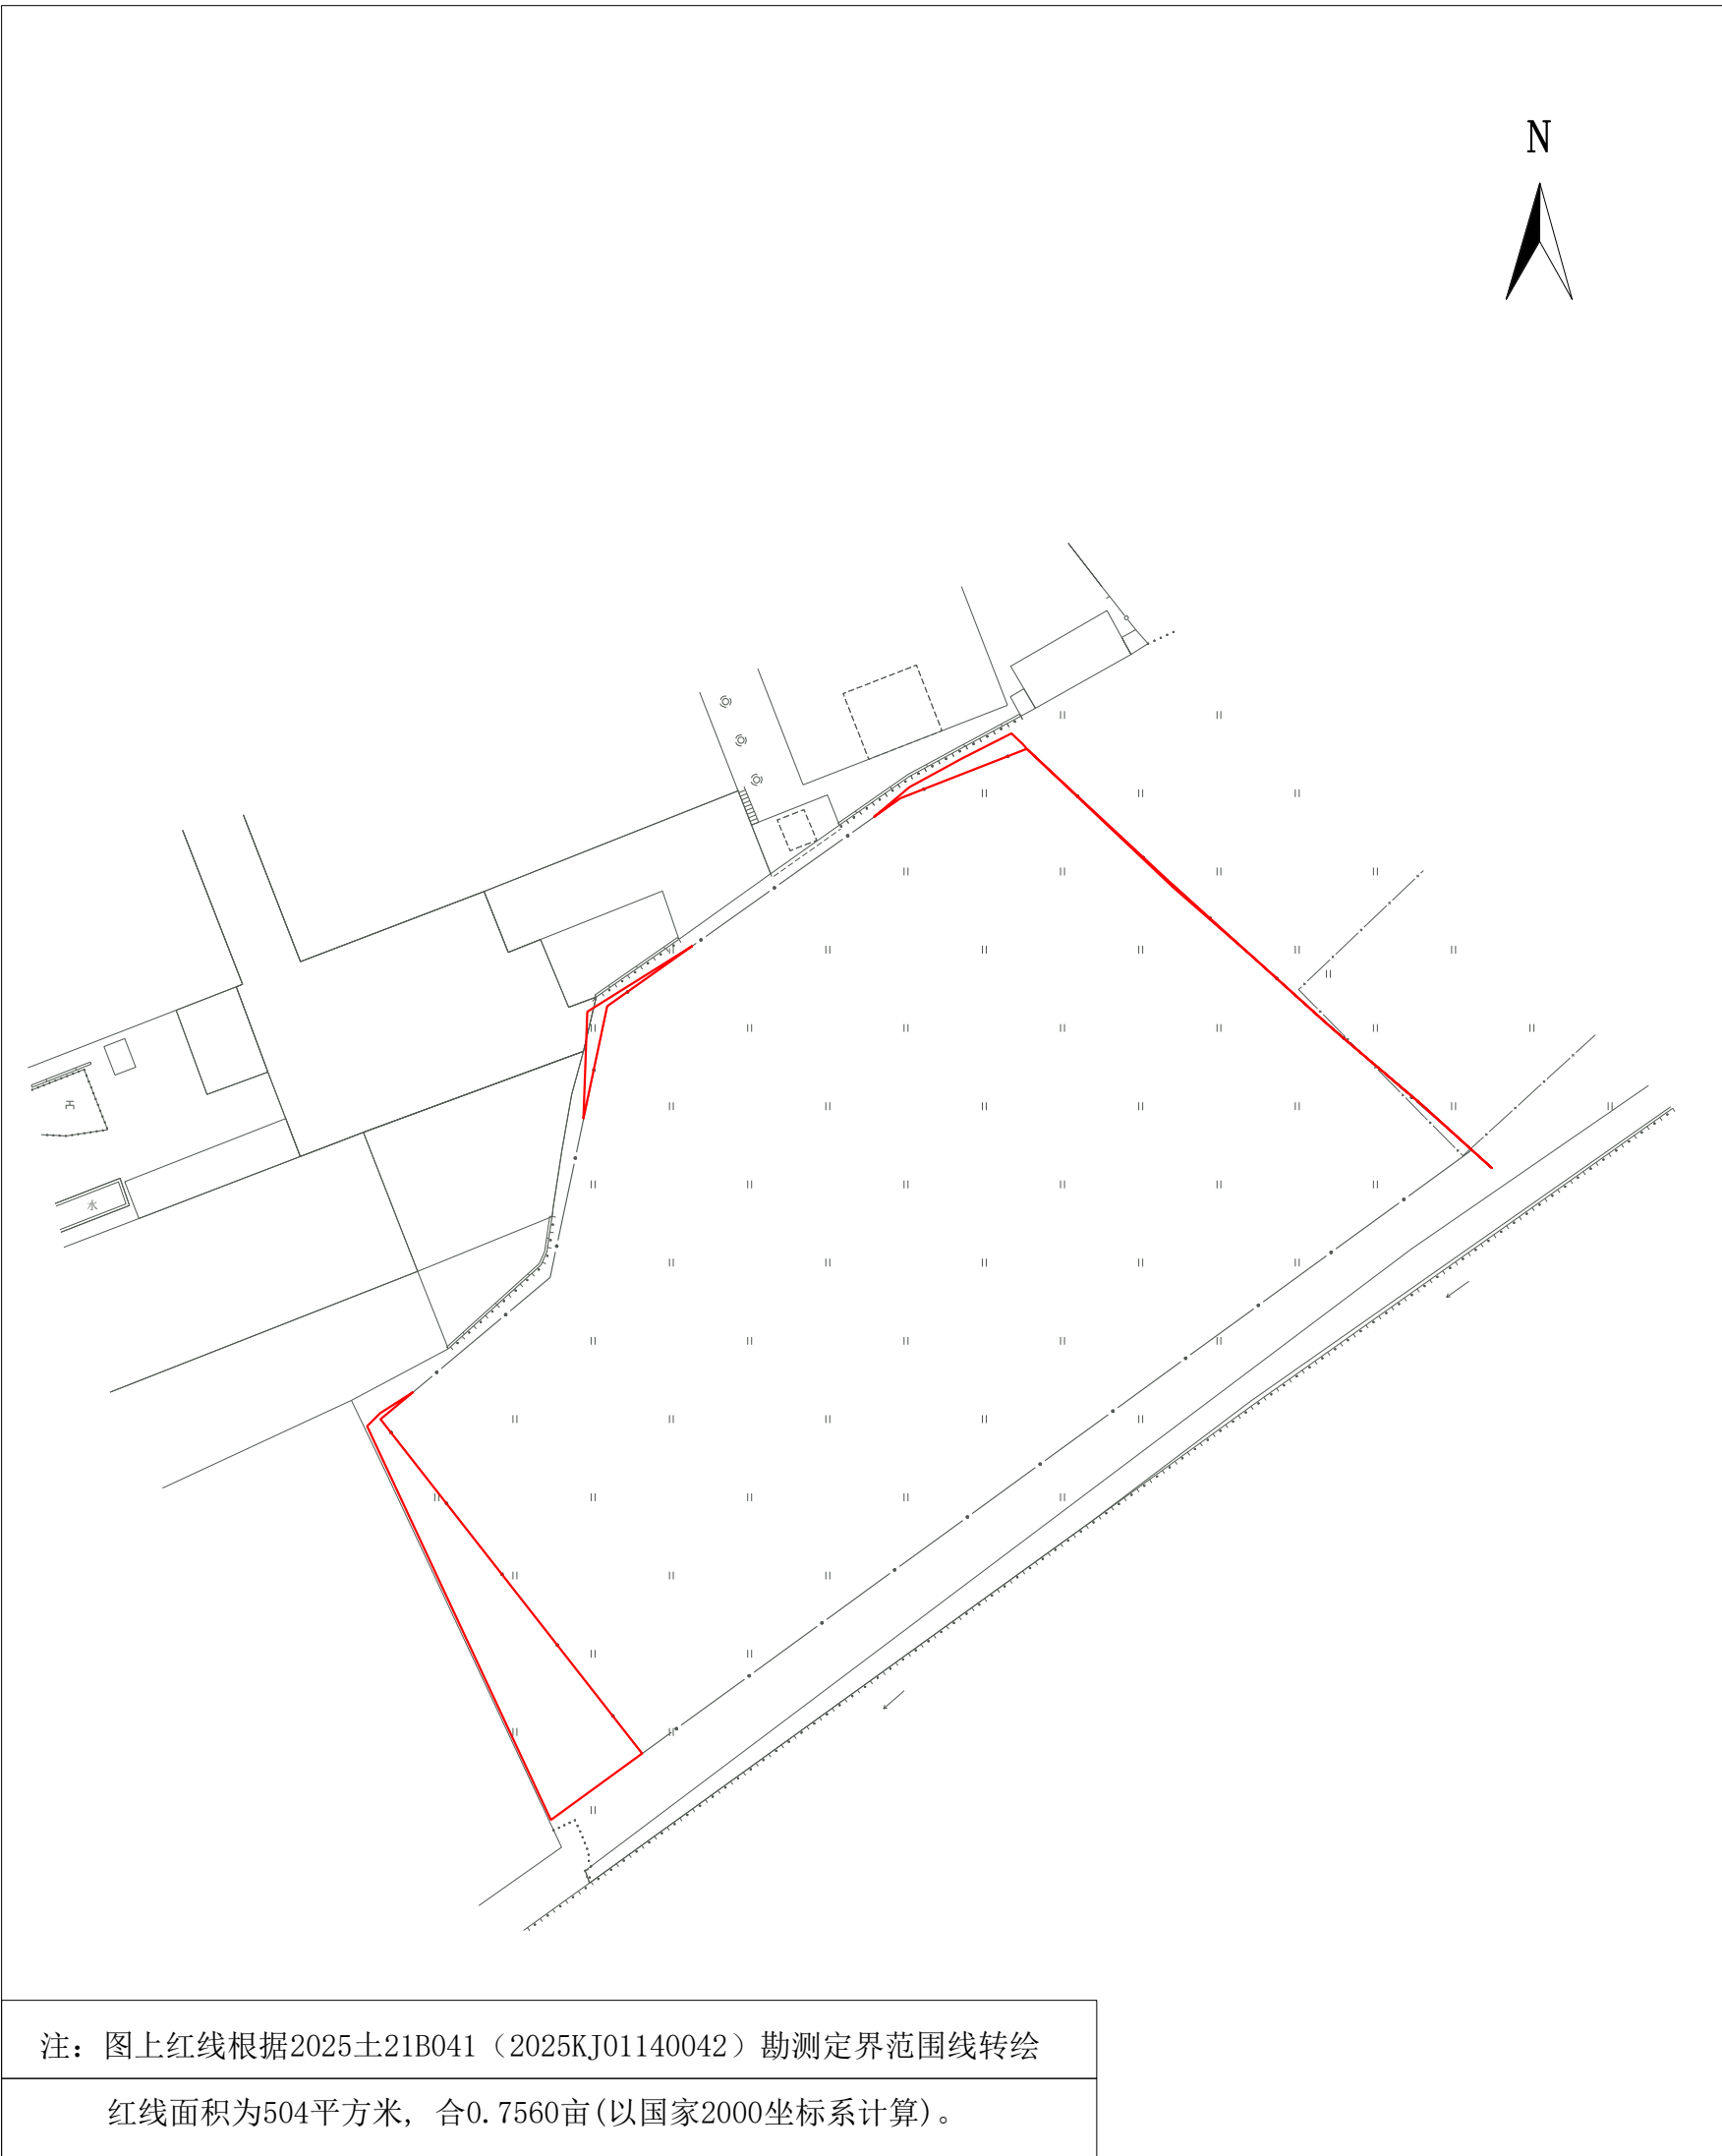 N
水
注：图上红线根据2025土21B041（2025KJ01140042）勘测定界范围线转绘
红线面积为504平方米, 合0.7560亩(以国家2000坐标系计算)。